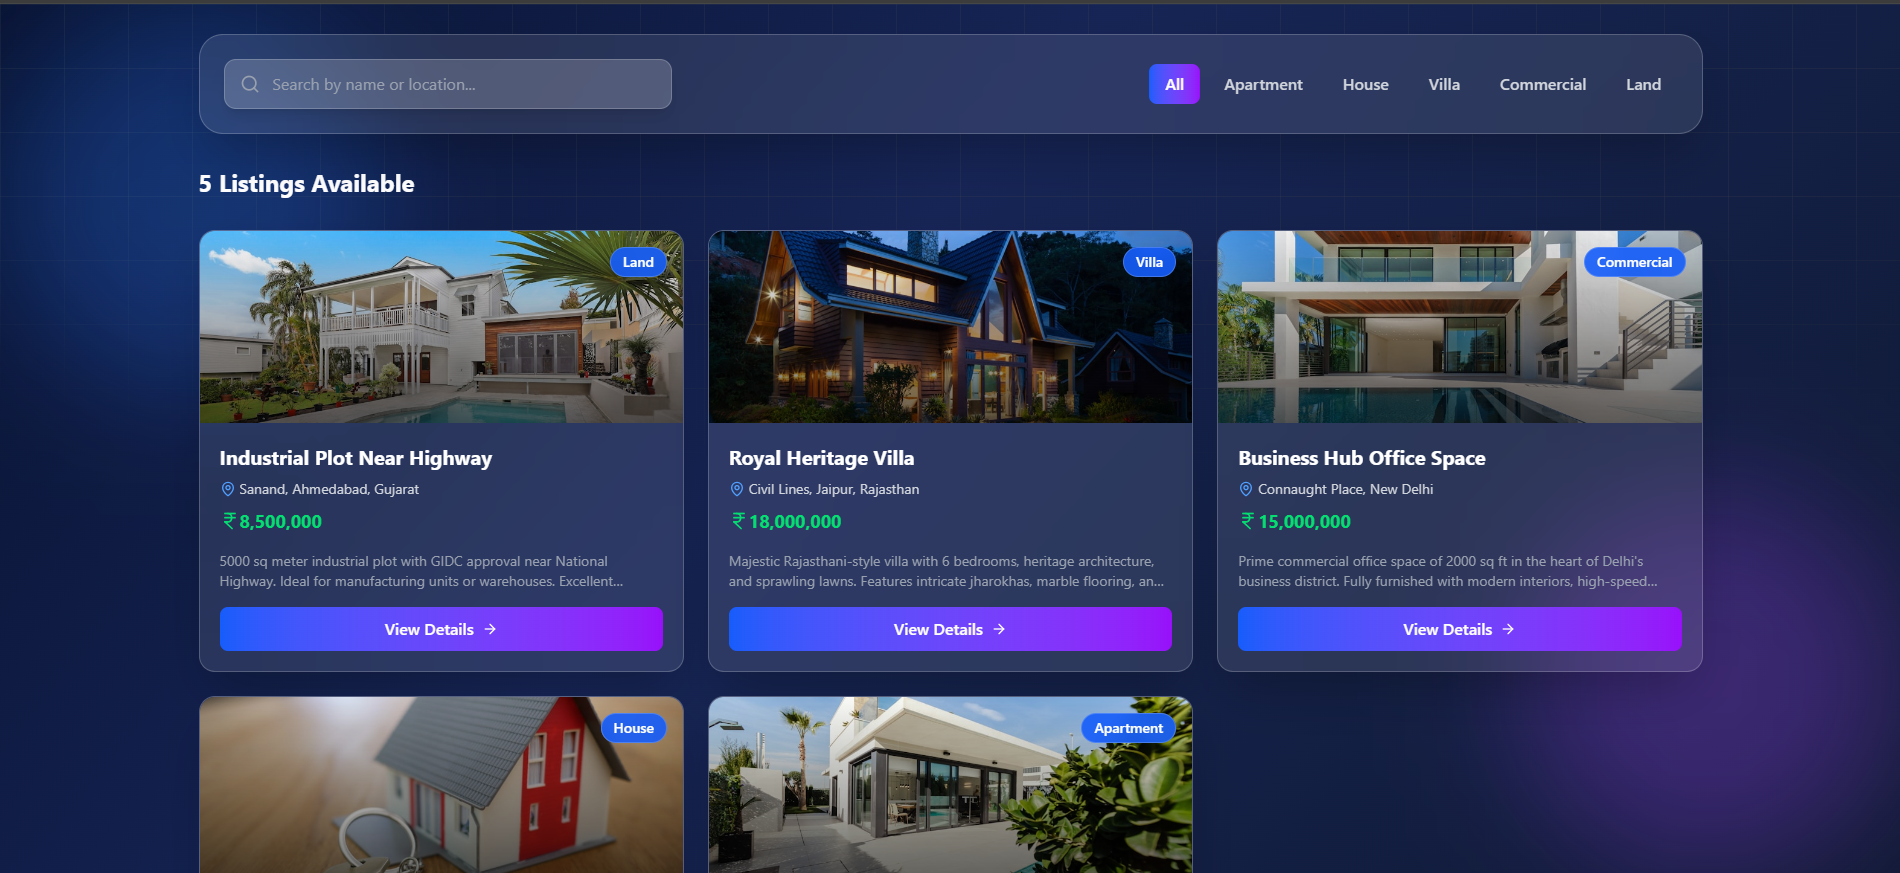 Search by name or location...
All Apartment House Villa Commercial Land
5 Listings Available
Land
Industrial Plot Near Highway
Sanand, Ahmedabad, Gujarat
₹8,500,000
5000 sq meter industrial plot with GIDC approval near National
Highway. Ideal for manufacturing units or warehouses. Excellent...
View Details →
Villa
Royal Heritage Villa
Civil Lines, Jaipur, Rajasthan
₹18,000,000
Majestic Rajasthani-style villa with 6 bedrooms, heritage architecture,
and sprawling lawns. Features intricate jharokhas, marble flooring, an...
View Details →
Commercial
Business Hub Office Space
Connaught Place, New Delhi
₹15,000,000
Prime commercial office space of 2000 sq ft in the heart of Delhi's
business district. Fully furnished with modern interiors, high-speed...
View Details →
House
Apartment